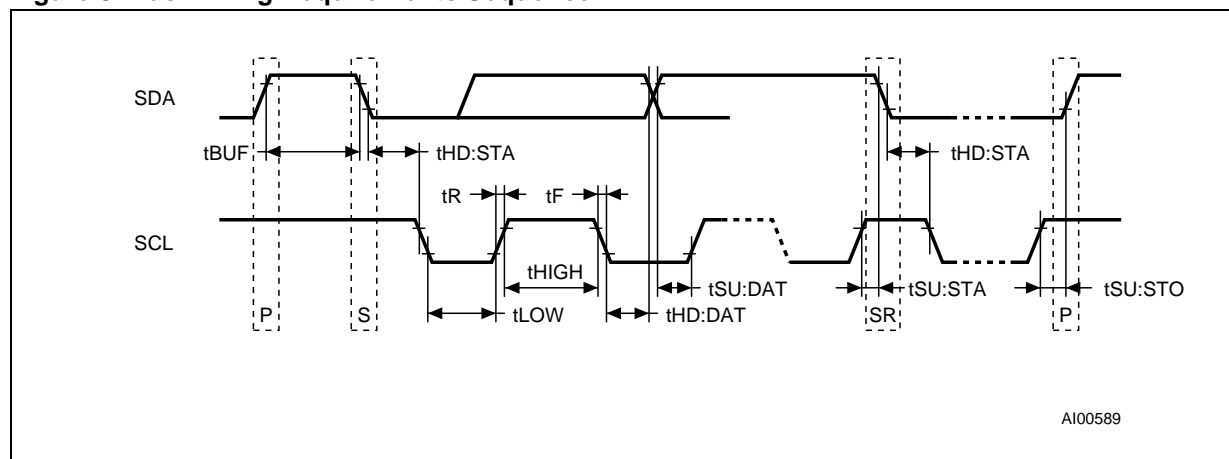 SDA
tBUF
tHD:STA
tHD:STA
tR
tF
SCL
tHIGH
tSU:DAT
tSU:STA
tSU:STO
P
S
tLOW
tHD:DAT
SR
P
AI00589